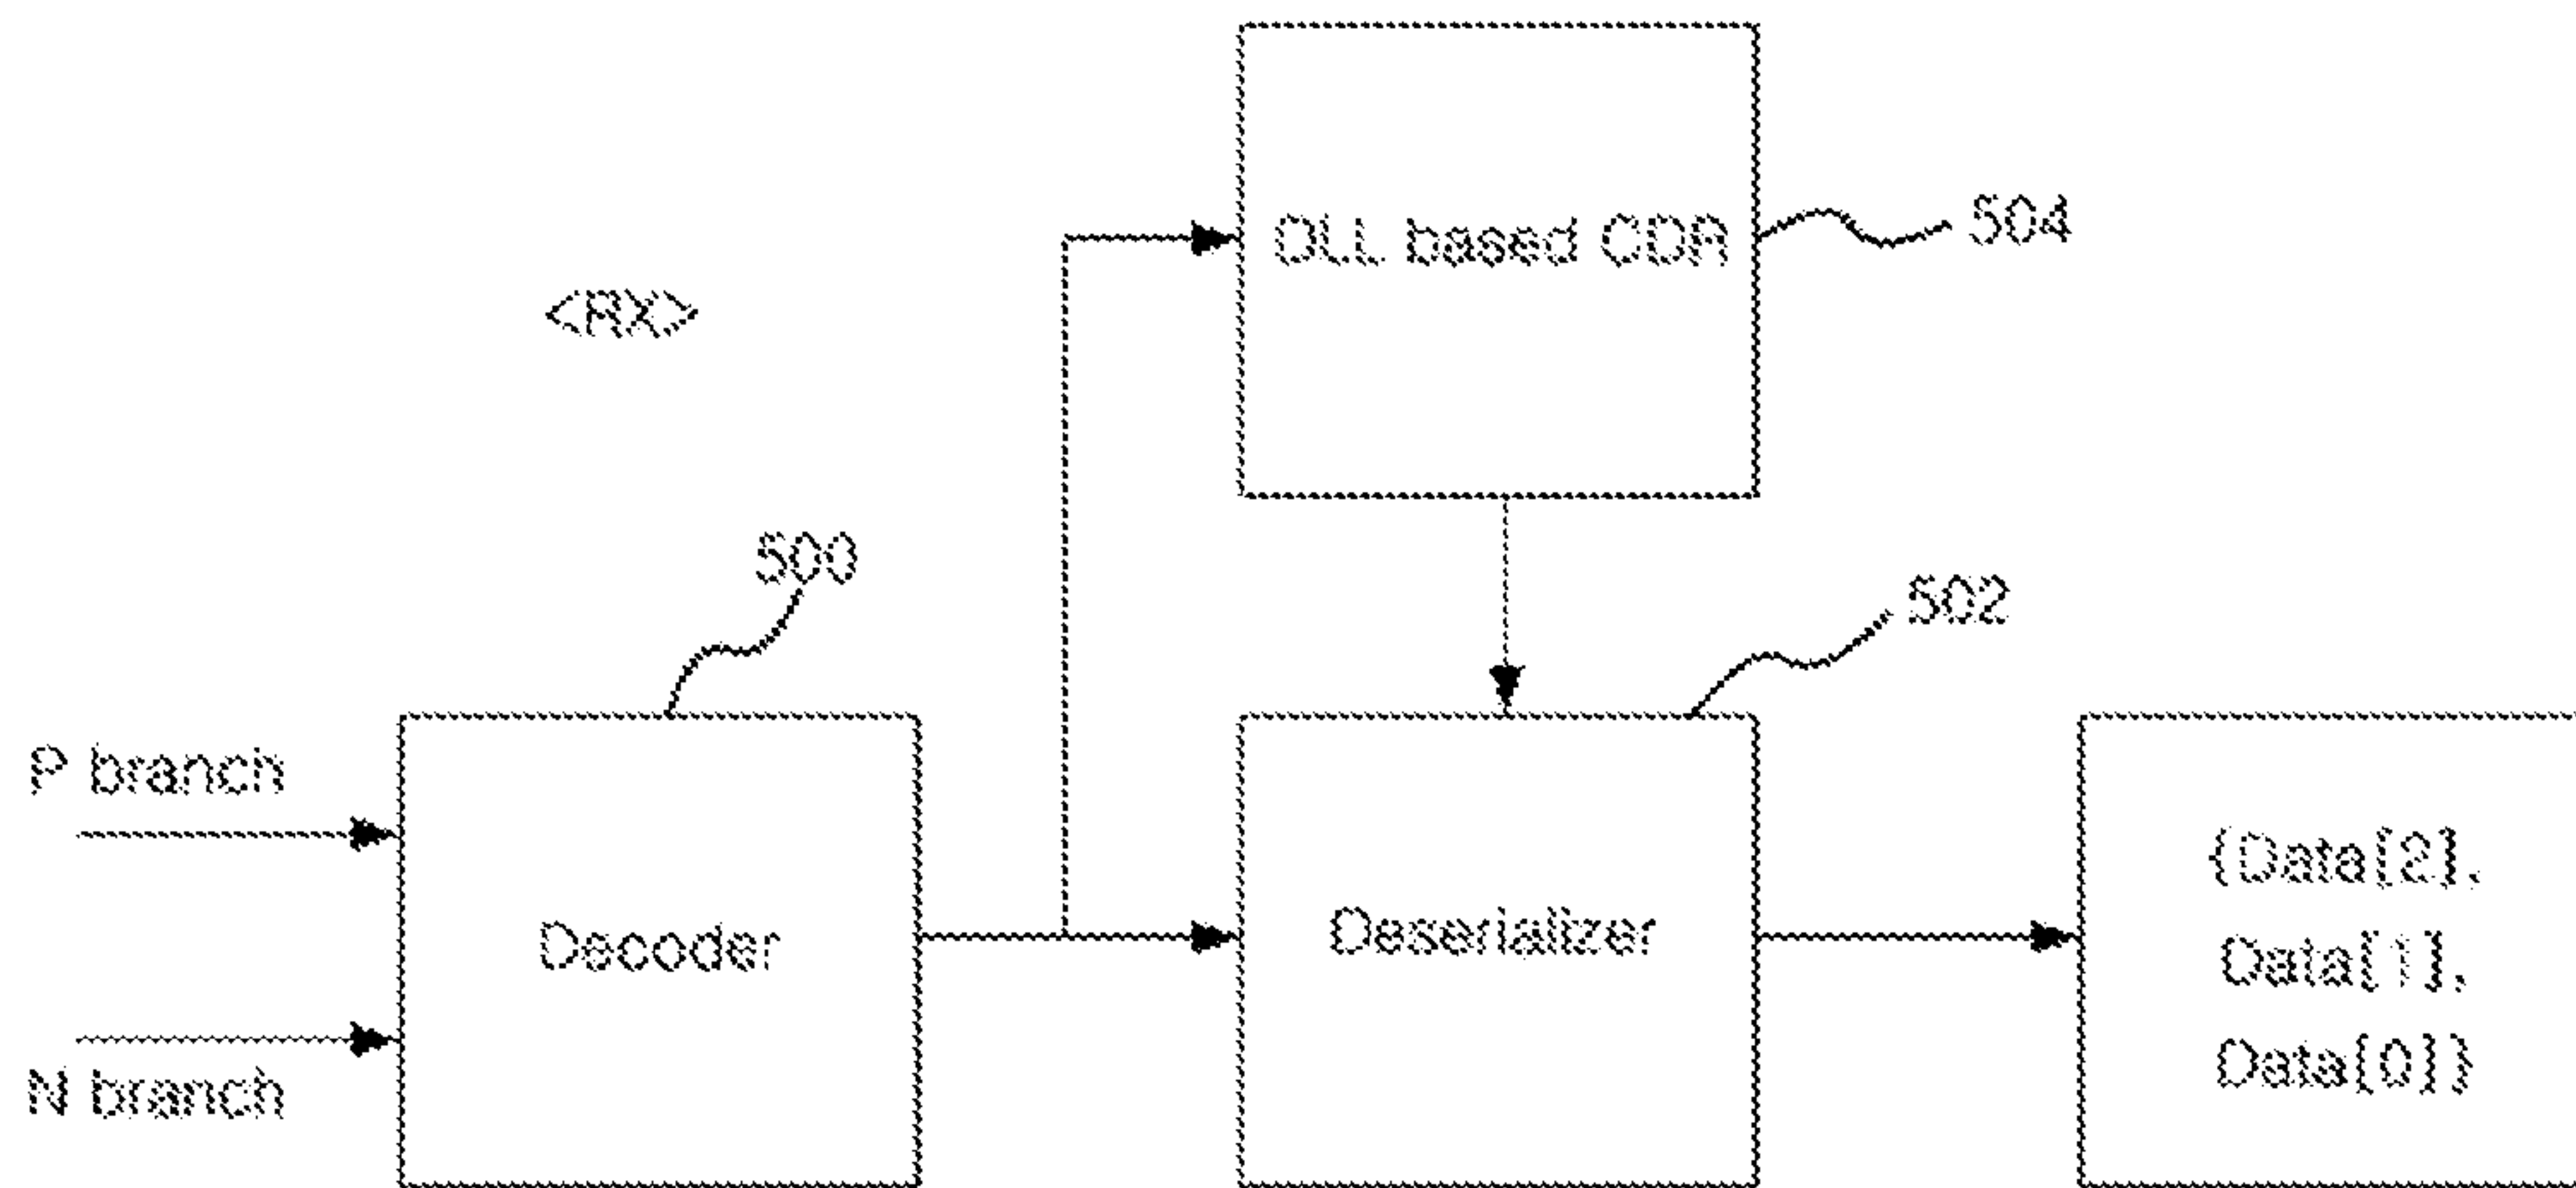 DLL based CDR
504
<RX>
500
502
P branch
N branch
Decoder
Deserializer
{Data[2],
Data[1],
Data[0]}